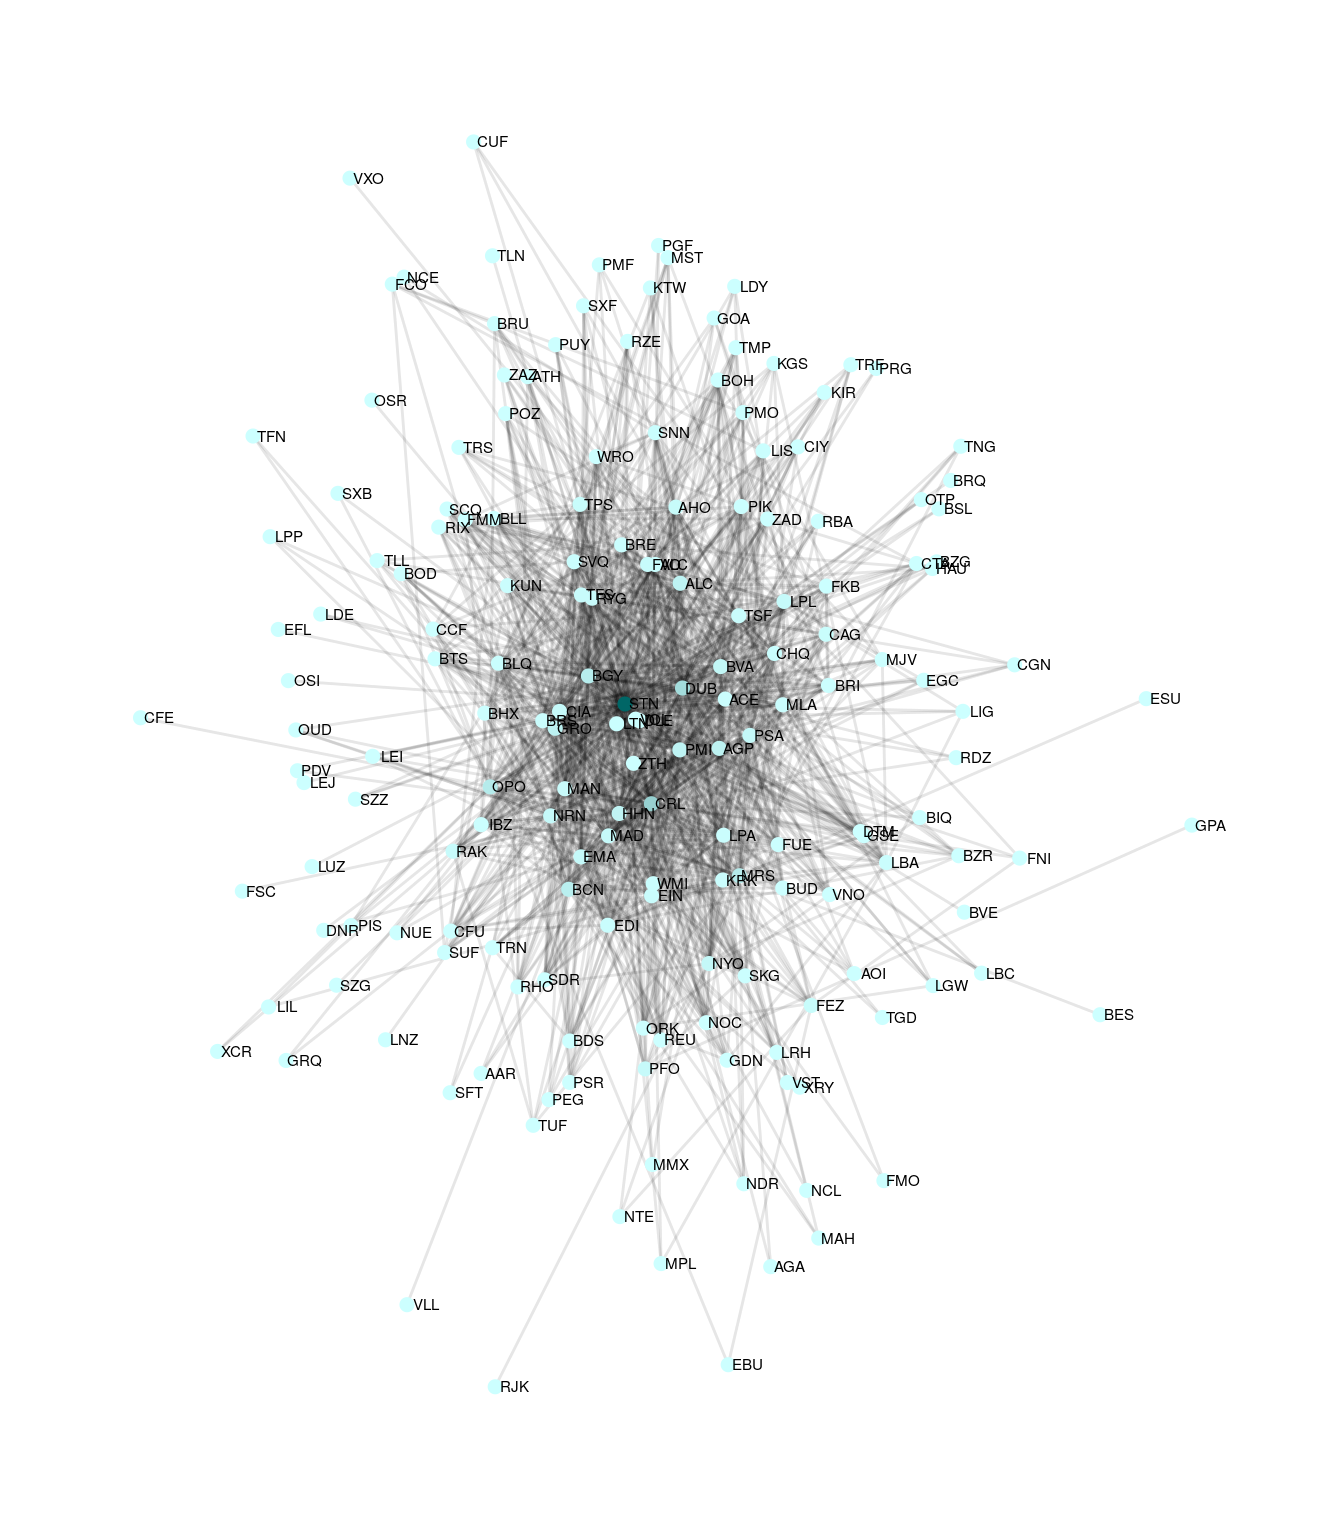 CUF
VXO
PGF
TLN
MST
PMF
NCE
FCO
KTW
LDY
SXF
GOA
BRU
RZE
PUY
TMP
KGS
TRF
PRG
ZAZ
ATH
BOH
KIR
OSR
POZ
PMO
SNN
TFN
TRS
WRO
LIS
CIY
TNG
BRQ
SXB
OTP
TPS
AHO
PIK
BSL
SCQ
FMM
BLL
ZAD
RBA
RIX
LPP
BRE
TLL
SVQ
CTA
BZG
HAU
BOD
ALC
KUN
FKB
TFS
RYG
LPL
LDE
TSF
EFL
CCF
CAG
CHQ
BTS
BLQ
MJV
CGN
BVA
BGY
OSI
DUB
BRI
EGC
ESU
STN
ACE
MLA
CFE
BHX
CIA
LIG
BRS
GRO
LTN
OUD
PSA
LEI
PMI
AGP
RDZ
ZTH
PDV
LEJ
OPO
MAN
SZZ
CRL
HHN
NRN
BIQ
GPA
IBZ
MAD
LPA
DTM
GSE
FUE
RAK
EMA
BZR
FNI
LBA
LUZ
MRS
KRK
WMI
BUD
FSC
BCN
EIN
VNO
BVE
DNR
PIS
NUE
CFU
EDI
SUF
TRN
NYO
SKG
AOI
LBC
SZG
RHO
SDR
LGW
LIL
FEZ
BES
TGD
NOC
ORK
LNZ
BDS
REU
XCR
GRQ
LRH
GDN
PFO
AAR
PSR
VST
XRY
SFT
PEG
TUF
MMX
FMO
NDR
NCL
NTE
MAH
MPL
AGA
VLL
EBU
RJK